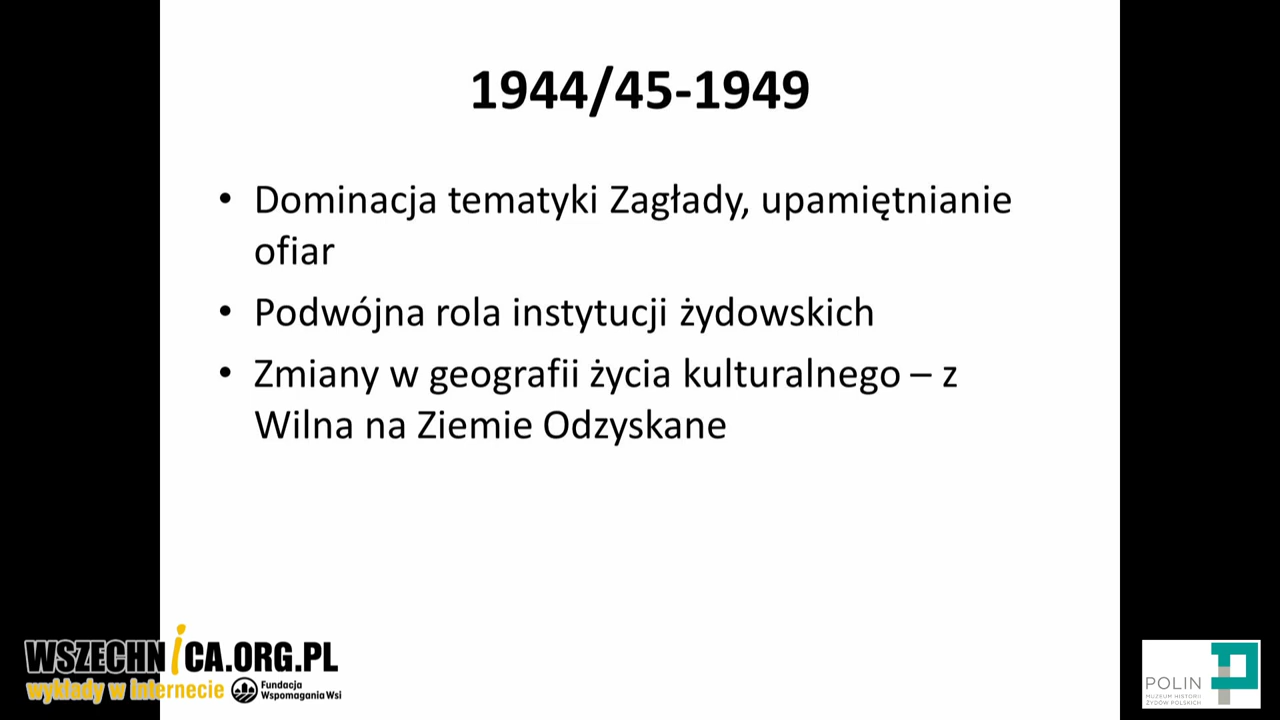 1944/45-1949
• Dominacja tematyki Zagłady, upamiętnianie
ofiar
• Podwójna rola instytucji żydowskich
• Zmiany w geografii życia kulturalnego – z
Wilna na Ziemie Odzyskane
WSZECHNiCA.ORG.PL
wykłady w internecie
Fundacja
Wspomagania Wsi
POLIN
MUZEUM HISTORII
ŻYDÓW POLSKICH